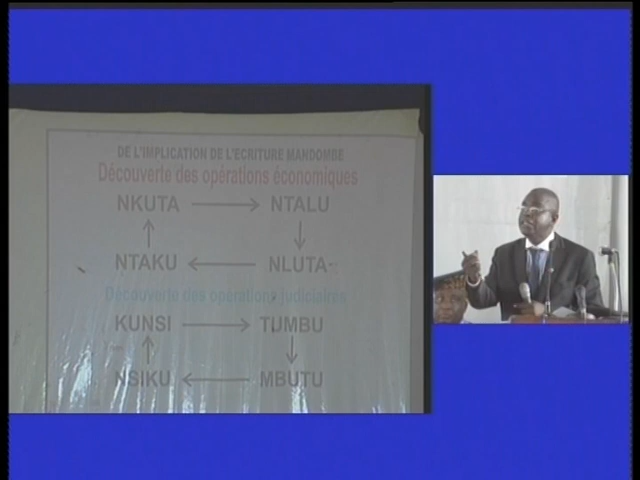 DE L'IMPLICATION DE L'ECRITURE MANDOMBE
Découverte des opérations économiques
NKUTA → NTALU
NTAKU ← NLUTA
Découverte des opérations judiciaires
KUNSI → TUMBU
NSIKU ← MBUTU